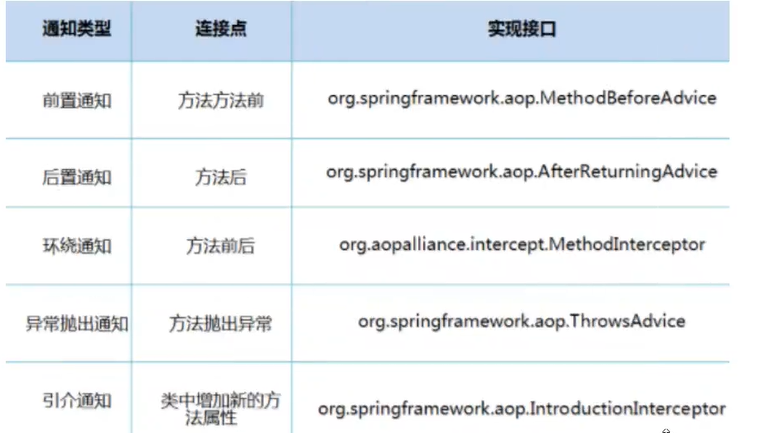 通知类型 连接点 实现接口
前置通知 方法方法前 org.springframework.aop.MethodBeforeAdvice
后置通知 方法后 org.springframework.aop.AfterReturningAdvice
环绕通知 方法前后 org.aopalliance.intercept.MethodInterceptor
异常抛出通知 方法抛出异常 org.springframework.aop.ThrowsAdvice
引介通知 类中增加新的方
法属性 org.springframework.aop.IntroductionInterceptor